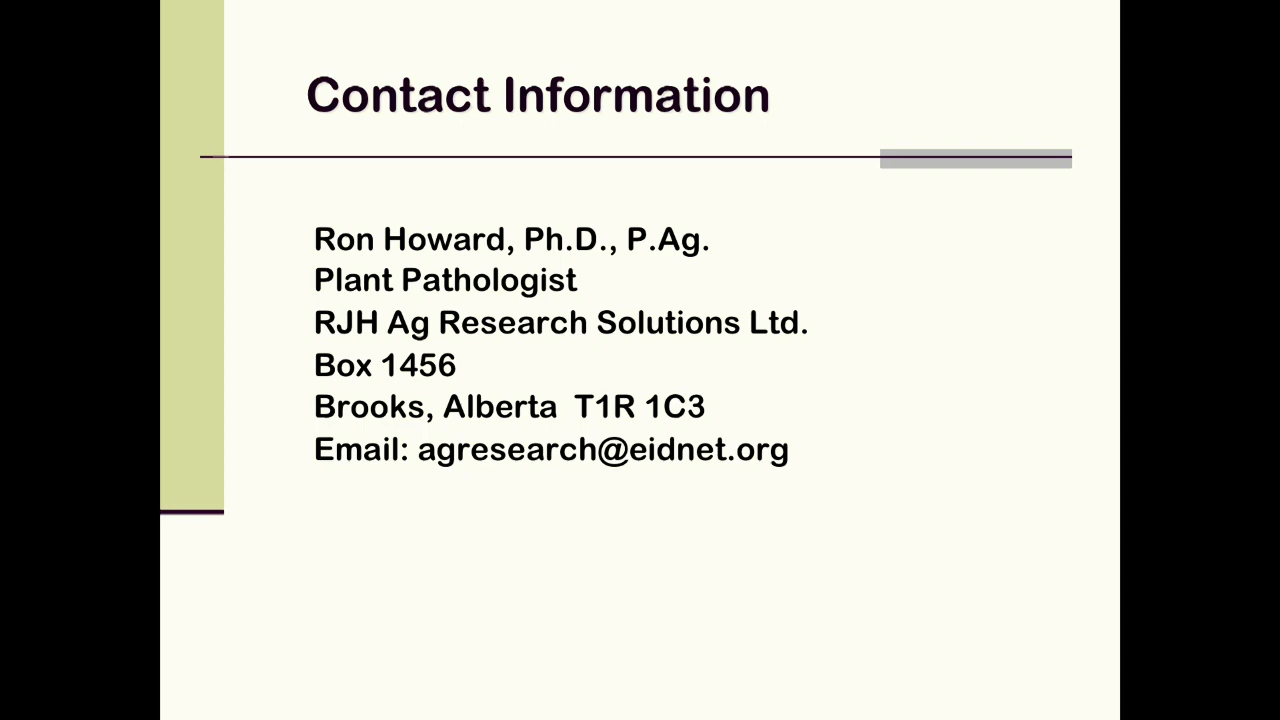 Contact Information
Ron Howard, Ph.D., P.Ag.
Plant Pathologist
RJH Ag Research Solutions Ltd.
Box 1456
Brooks, Alberta  T1R 1C3
Email: agresearch@eidnet.org